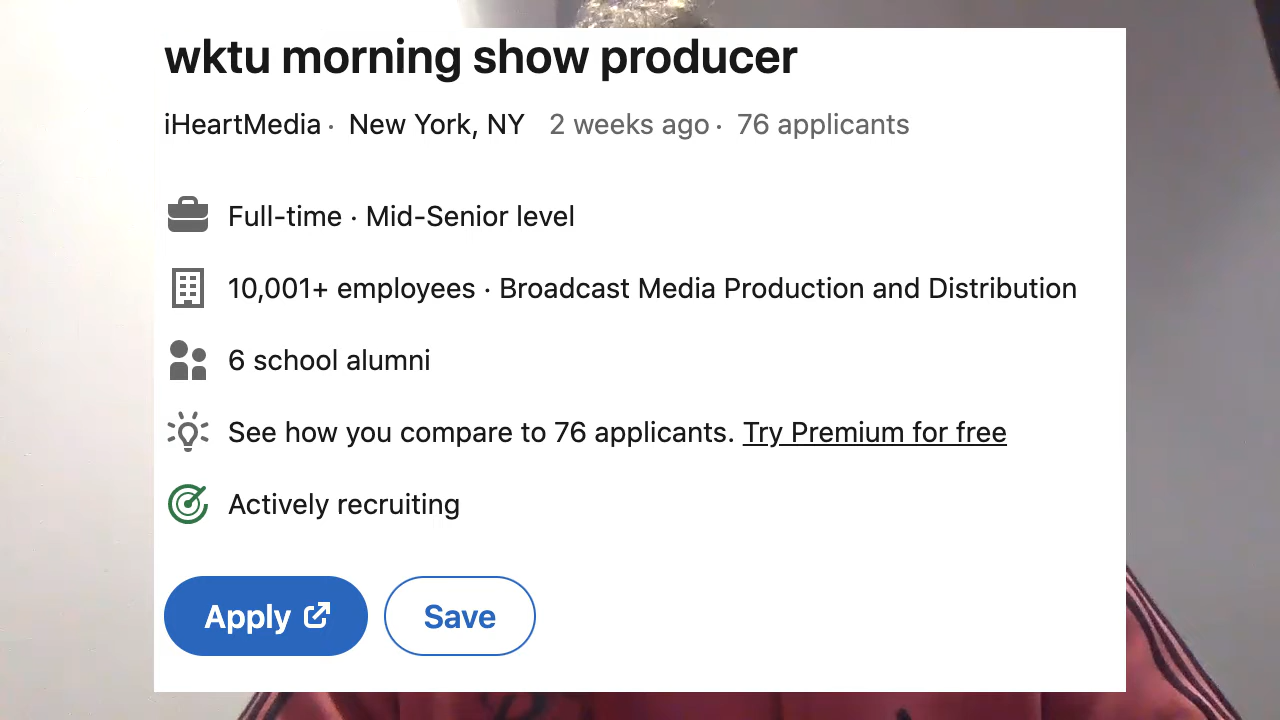 wktu morning show producer
iHeartMedia · New York, NY 2 weeks ago · 76 applicants
Full-time · Mid-Senior level
10,001+ employees · Broadcast Media Production and Distribution
6 school alumni
See how you compare to 76 applicants. Try Premium for free
Actively recruiting
Apply
Save